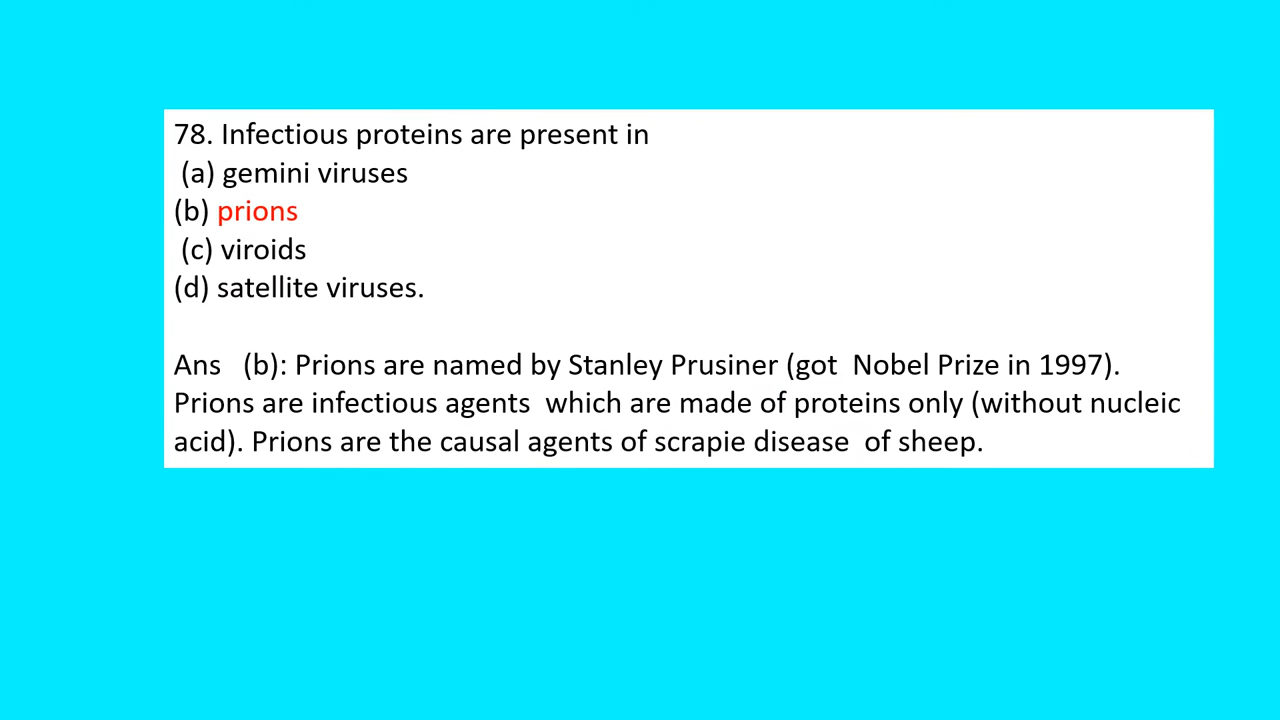 78. Infectious proteins are present in
(a) gemini viruses
(b) prions
(c) viroids
(d) satellite viruses.
Ans (b): Prions are named by Stanley Prusiner (got Nobel Prize in 1997).
Prions are infectious agents which are made of proteins only (without nucleic
acid). Prions are the causal agents of scrapie disease of sheep.